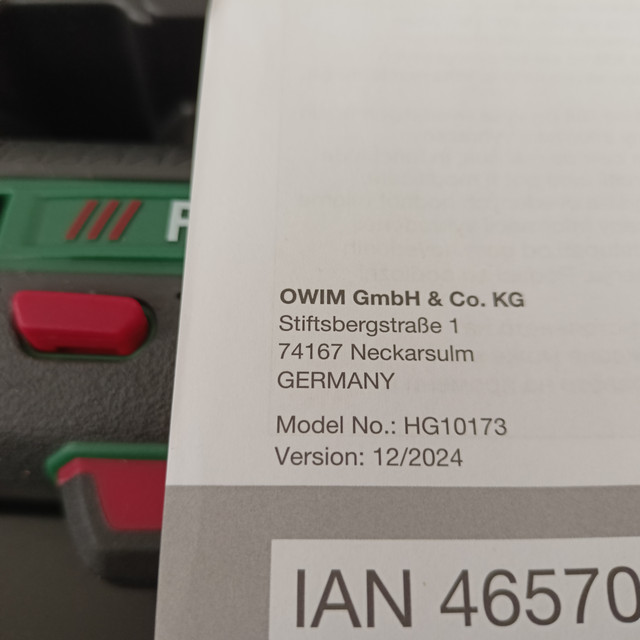 OWIM GmbH & Co. KG
Stiftsbergstraße 1
74167 Neckarsulm
GERMANY
Model No.: HG10173
Version: 12/2024
IAN 46570